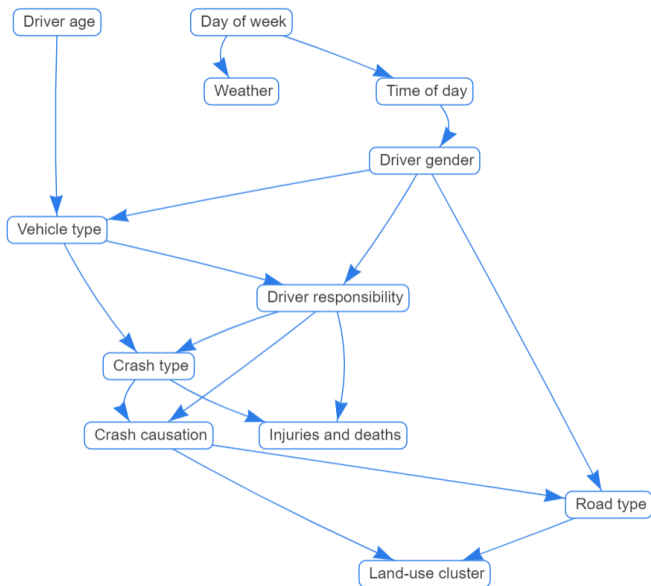 Driver age
Day of week
Weather
Time of day
Driver gender
Vehicle type
Driver responsibility
Crash type
Crash causation
Injuries and deaths
Road type
Land-use cluster